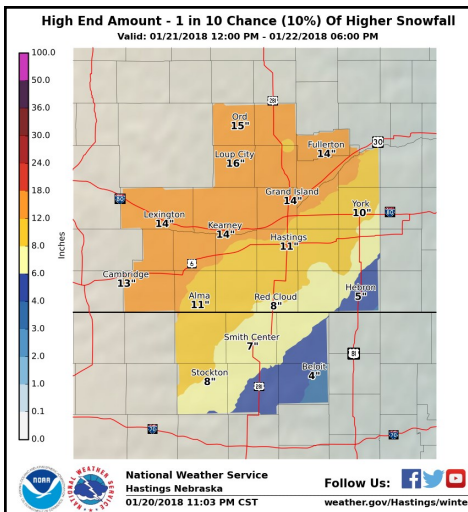 High End Amount - 1 in 10 Chance (10%) Of Higher Snowfall
Valid: 01/21/2018 12:00 PM - 01/22/2018 06:00 PM
100.0
50.0
36.0
30.0
24.0
18.0
12.0
8.0
6.0
4.0
3.0
2.0
1.0
0.1
0.0
Inches
281
Ord
15"
30
Fullerton
14"
Loup City
16"
Grand Island
14"
80
York
10"
80
Lexington
14"
Kearney
14"
Hastings
11"
6
Cambridge
13"
Alma
11"
Red Cloud
8"
Hebron
5"
Smith Center
7"
81
Stockton
8"
281
Beloit
4"
NOAA
NATIONAL WEATHER SERVICE
National Weather Service
Hastings Nebraska
01/20/2018 11:03 PM CST
Follow Us:
weather.gov/Hastings/winte